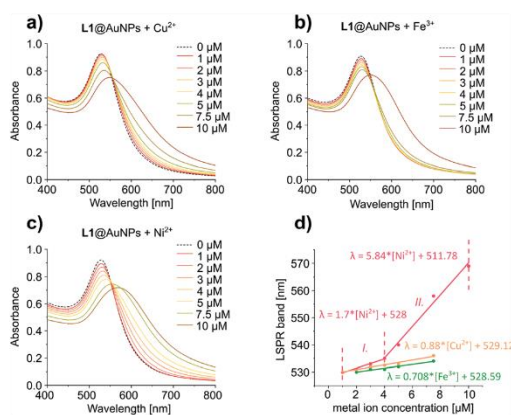 a)
L1@AuNPs + Cu²⁺
0 µM
1 µM
2 µM
3 µM
4 µM
5 µM
7.5 µM
10 µM
1.0
0.8
0.6
0.4
0.2
0.0
Absorbance
400 500 600 700 800
Wavelength [nm]
b)
L1@AuNPs + Fe³⁺
0 µM
1 µM
2 µM
3 µM
4 µM
5 µM
7.5 µM
10 µM
1.0
0.8
0.6
0.4
0.2
0.0
Absorbance
400 500 600 700 800
Wavelength [nm]
c)
L1@AuNPs + Ni²⁺
0 µM
1 µM
2 µM
3 µM
4 µM
5 µM
7.5 µM
10 µM
1.0
0.8
0.6
0.4
0.2
0.0
Absorbance
400 500 600 700 800
Wavelength [nm]
d)
λ = 5.84*[Ni²⁺] + 511.78
II.
λ = 1.7*[Ni²⁺] + 528
I.
λ = 0.88*[Cu²⁺] + 529.12
λ = 0.708*[Fe³⁺] + 528.59
570
560
550
540
530
LSPR band [nm]
0 2 4 6 8 10
metal ion concentration [µM]